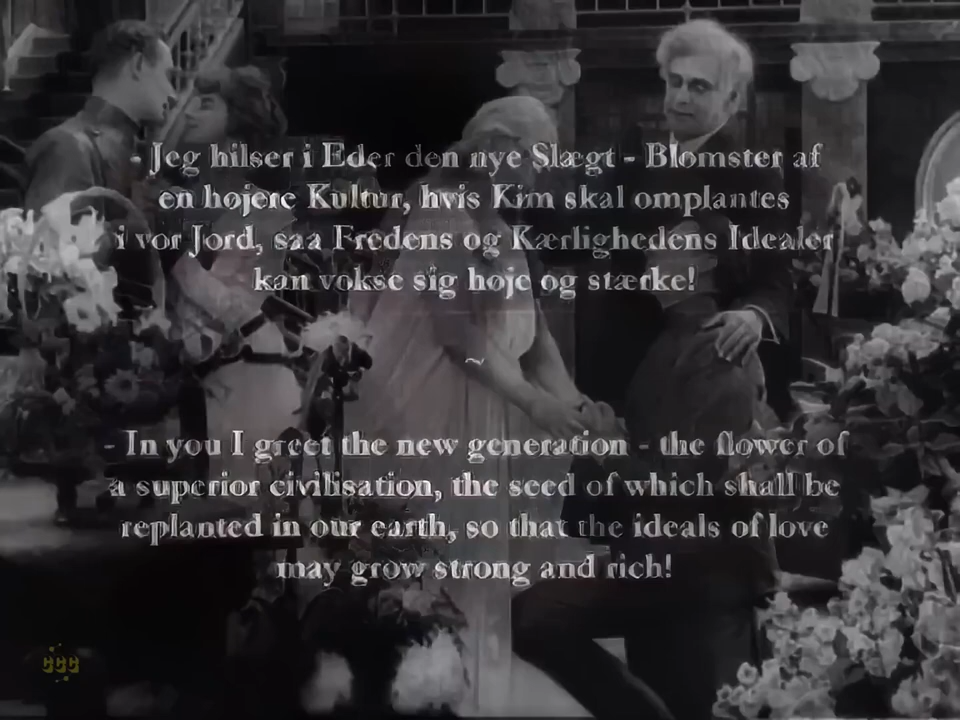 - Jeg hilser i Eder den nye Slægt - Blomster af
en højere Kultur, hvis Kim skal omplantes
i vor Jord, saa Fredens og Kærlighedens Idealer
kan vokse sig høje og stærke!
- In you I greet the new generation - the flower of
a superior civilisation, the seed of which shall be
replanted in our earth, so that the ideals of love
may grow strong and rich!
CCC